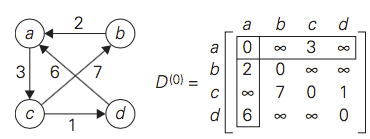 a 2 b
3 6 7
c 1 d
D(0) =
a b c d
a 0 ∞ 3 ∞
b 2 0 ∞ ∞
c ∞ 7 0 1
d 6 ∞ ∞ 0